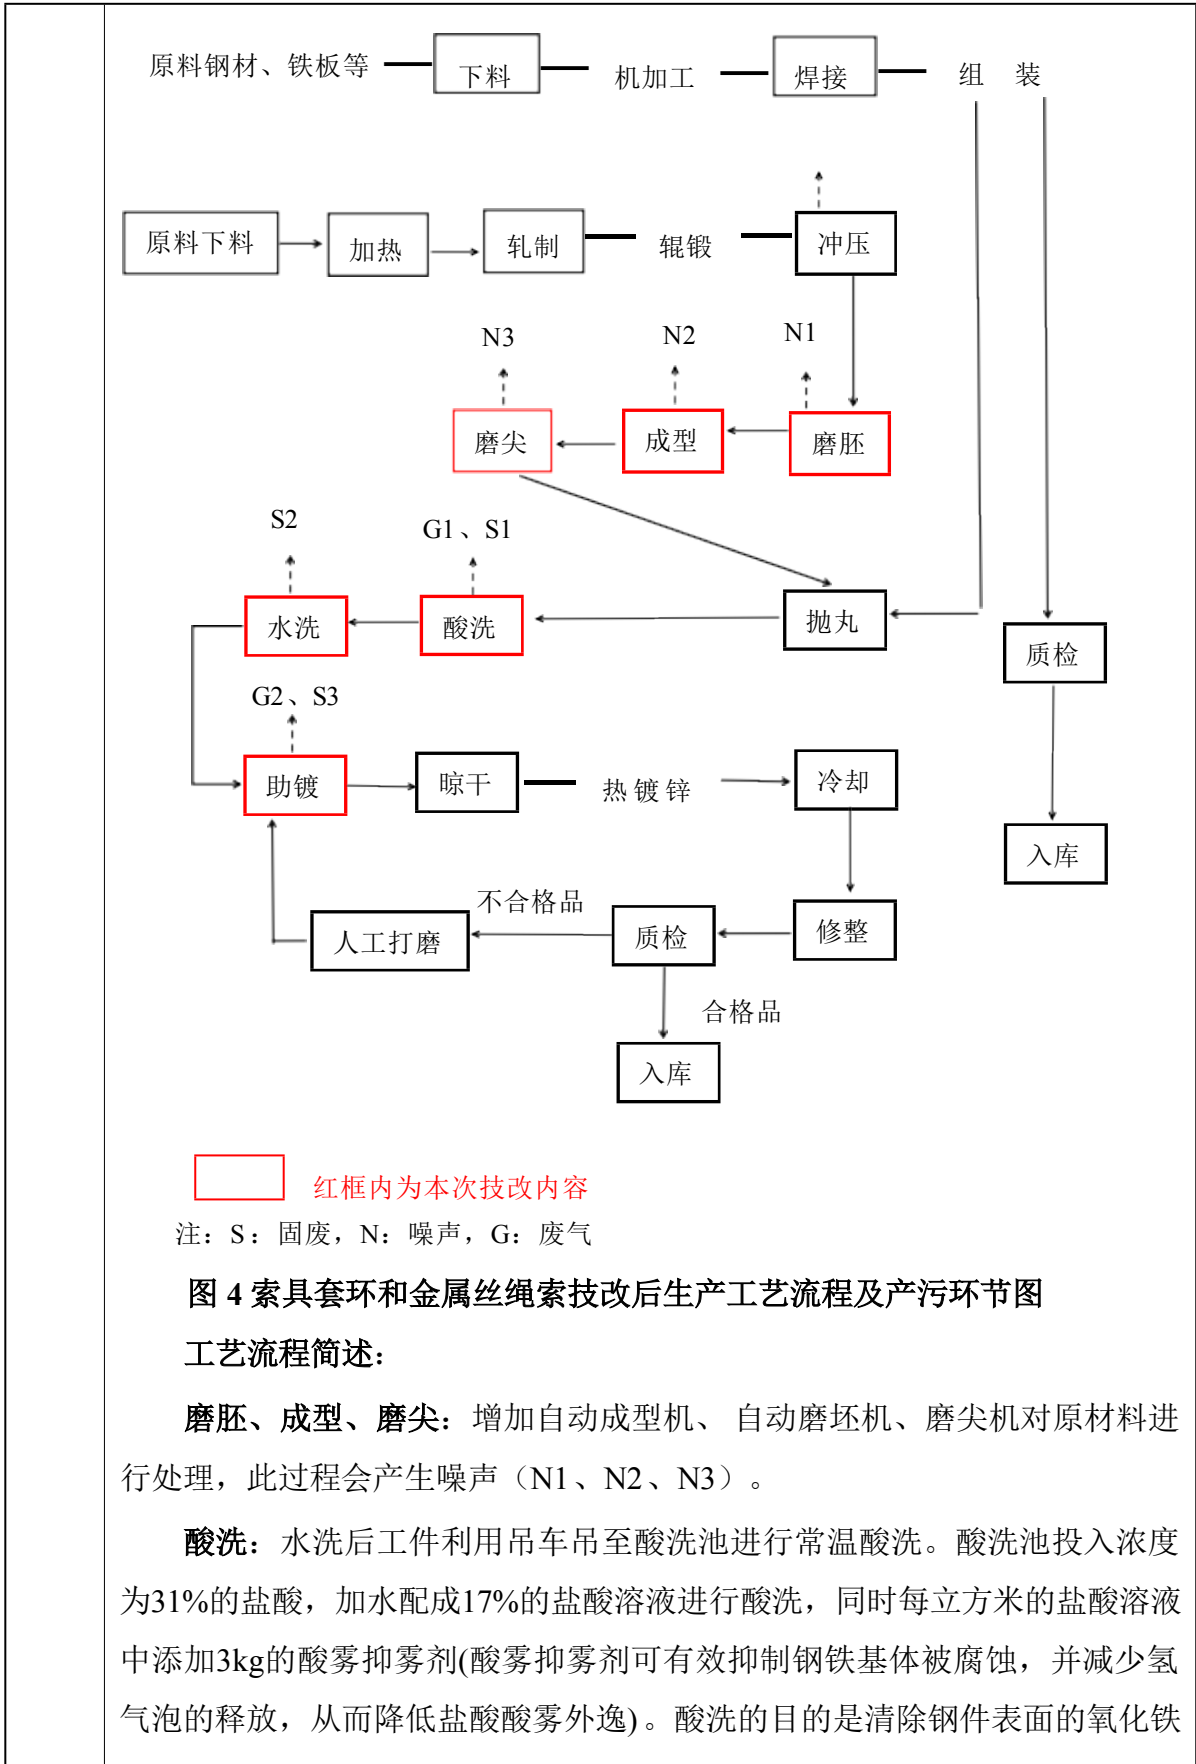 原料钢材、铁板等 下料 机加工 焊接 组 装
原料下料 加热 轧制 辊锻 冲压
N3 N2 N1
磨尖 成型 磨胚
S2 G1、S1
水洗 酸洗 抛丸 质检
G2、S3
助镀 晾干 热镀锌 冷却
入库
不合格品
人工打磨 质检 修整
合格品
入库
红框内为本次技改内容
注：S：固废，N：噪声，G：废气
图 4 索具套环和金属丝绳索技改后生产工艺流程及产污环节图
工艺流程简述：
磨胚、成型、磨尖：增加自动成型机、 自动磨坯机、磨尖机对原材料进
行处理，此过程会产生噪声（N1、N2、N3）。
酸洗：水洗后工件利用吊车吊至酸洗池进行常温酸洗。酸洗池投入浓度
为31%的盐酸，加水配成17%的盐酸溶液进行酸洗，同时每立方米的盐酸溶液
中添加3kg的酸雾抑雾剂(酸雾抑雾剂可有效抑制钢铁基体被腐蚀，并减少氢
气泡的释放，从而降低盐酸酸雾外逸)。酸洗的目的是清除钢件表面的氧化铁